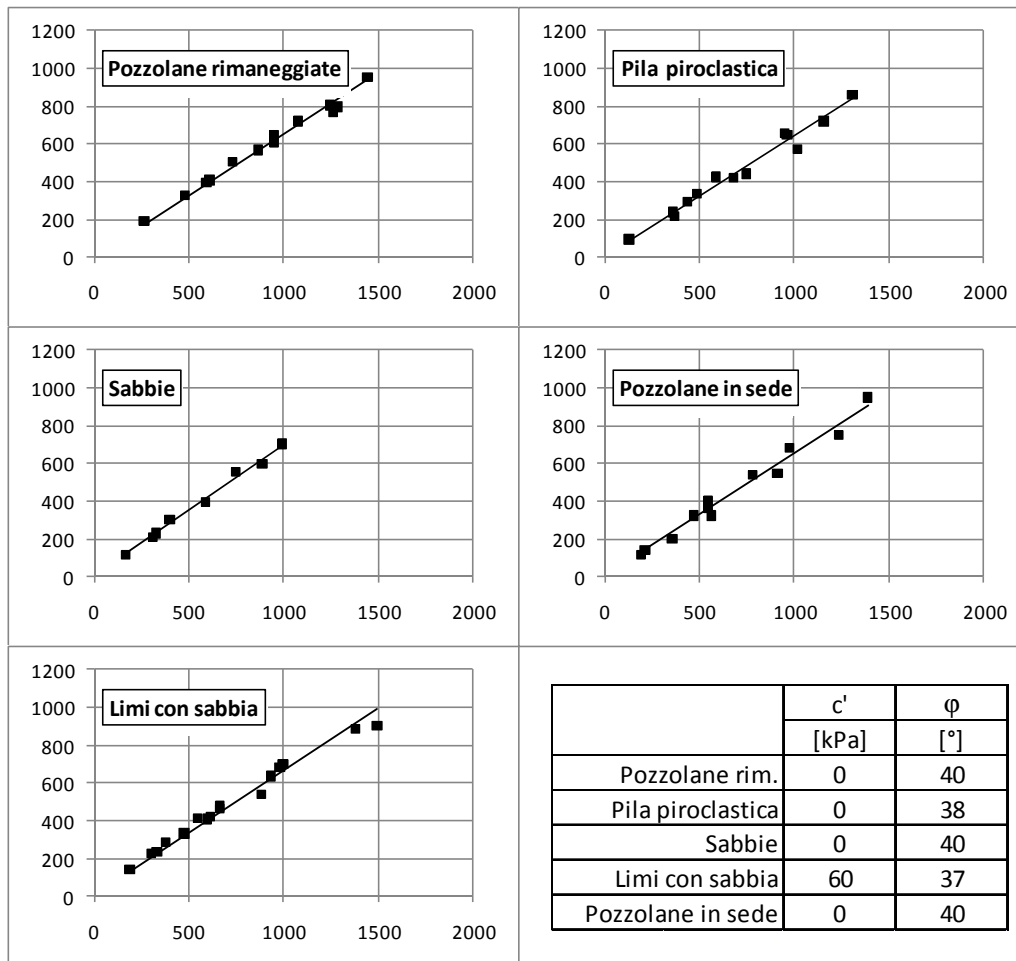 1200
1000
800
600
400
200
0
0 500 1000 1500 2000
Pozzolane rimaneggiate
1200
1000
800
600
400
200
0
0 500 1000 1500 2000
Pila piroclastica
1200
1000
800
600
400
200
0
0 500 1000 1500 2000
Sabbie
1200
1000
800
600
400
200
0
0 500 1000 1500 2000
Pozzolane in sede
1200
1000
800
600
400
200
0
0 500 1000 1500 2000
Limi con sabbia
c' φ
[kPa] [°]
Pozzolane rim. 0 40
Pila piroclastica 0 38
Sabbie 0 40
Limi con sabbia 60 37
Pozzolane in sede 0 40